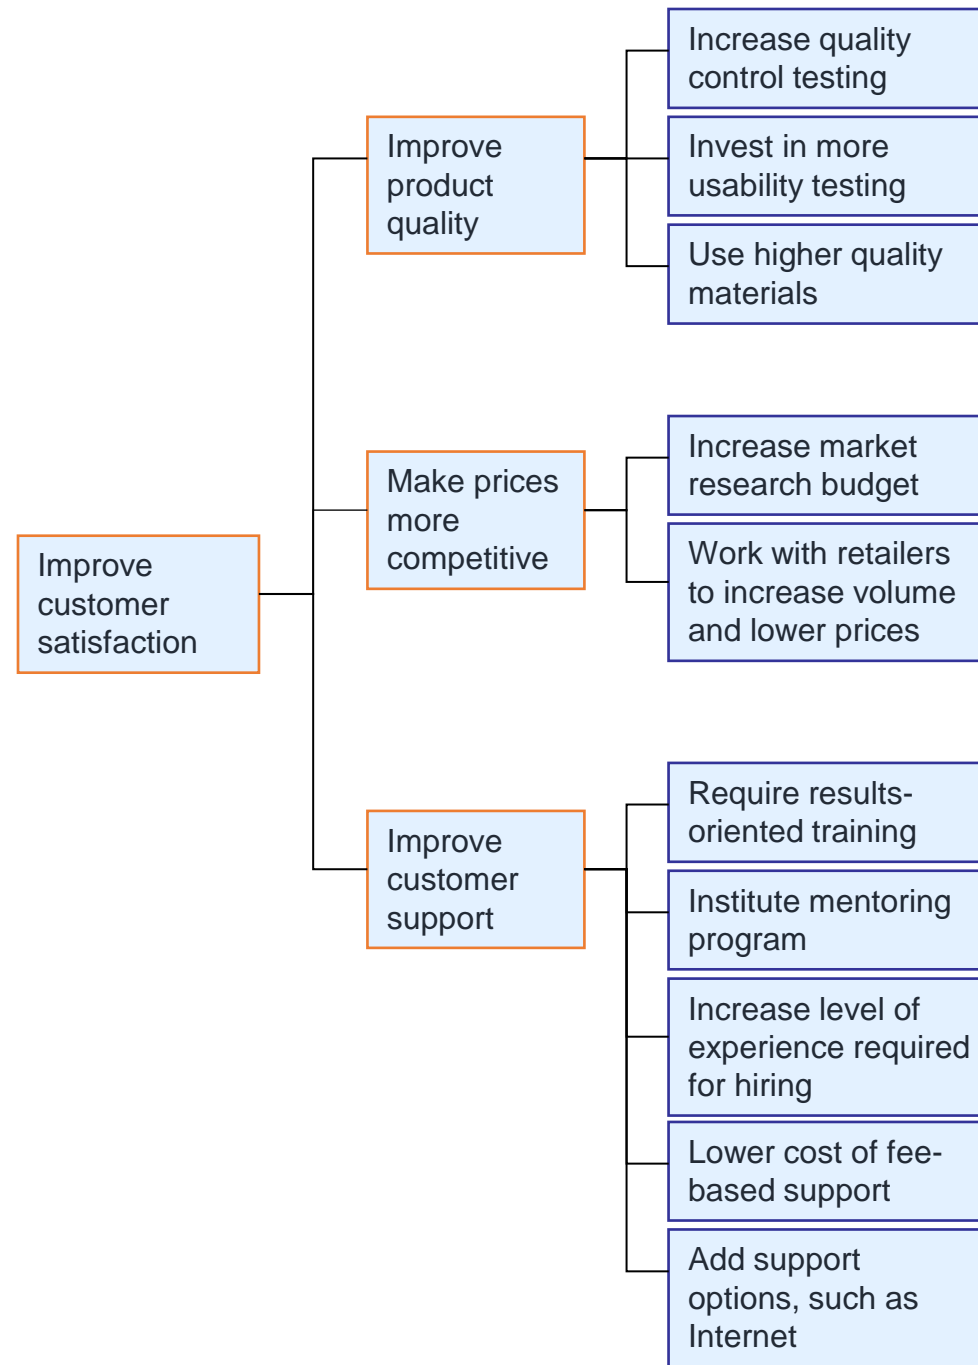 Improve
customer
satisfaction
Improve
product
quality
Increase quality
control testing
Invest in more
usability testing
Use higher quality
materials
Make prices
more
competitive
Increase market
research budget
Work with retailers
to increase volume
and lower prices
Improve
customer
support
Require results-
oriented training
Institute mentoring
program
Increase level of
experience required
for hiring
Lower cost of fee-
based support
Add support
options, such as
Internet